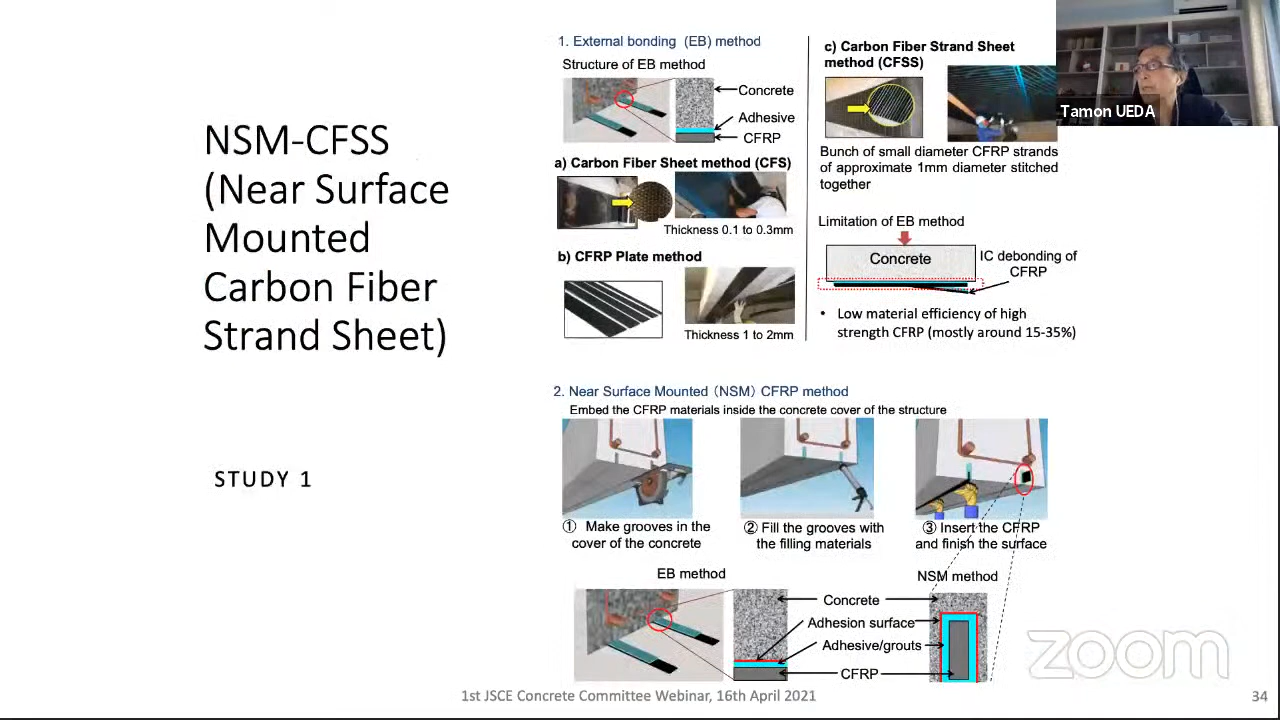 NSM-CFSS
(Near Surface
Mounted
Carbon Fiber
Strand Sheet)
STUDY 1
1. External bonding (EB) method
Structure of EB method
Concrete
Adhesive
CFRP
a) Carbon Fiber Sheet method (CFS)
Thickness 0.1 to 0.3mm
b) CFRP Plate method
Thickness 1 to 2mm
c) Carbon Fiber Strand Sheet
method (CFSS)
Bunch of small diameter CFRP strands
of approximate 1mm diameter stitched
together
Limitation of EB method
Concrete
IC debonding of
CFRP
• Low material efficiency of high
strength CFRP (mostly around 15-35%)
Tamon UEDA
2. Near Surface Mounted (NSM) CFRP method
Embed the CFRP materials inside the concrete cover of the structure
① Make grooves in the
cover of the concrete
② Fill the grooves with
the filling materials
③ Insert the CFRP
and finish the surface
EB method
NSM method
Concrete
Adhesion surface
Adhesive/grouts
CFRP
zoom
1st JSCE Concrete Committee Webinar, 16th April 2021
34